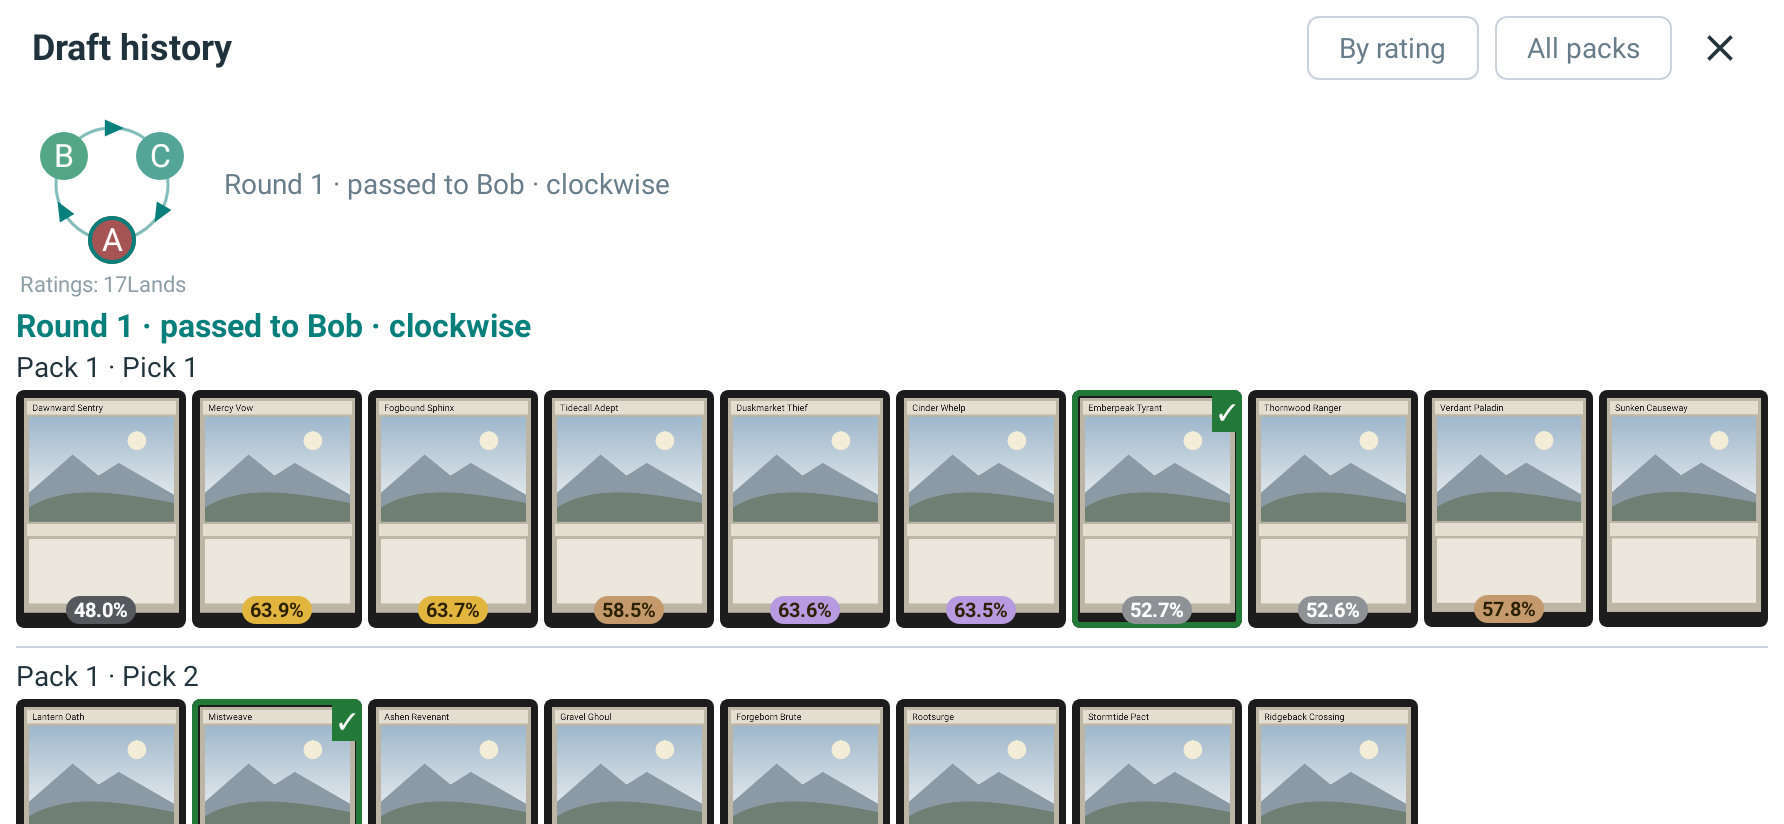 Draft history
By rating
All packs
B
C
A
Round 1 · passed to Bob · clockwise
Ratings: 17Lands
Round 1 · passed to Bob · clockwise
Pack 1 · Pick 1
Dawnward Sentry
Mercy Vow
Fogbound Sphinx
Tidecall Adept
Duskmarket Thief
Cinder Whelp
Emberpeak Tyrant
Thornwood Ranger
Verdant Paladin
Sunken Causeway
48.0%
63.9%
63.7%
58.5%
63.6%
63.5%
52.7%
52.6%
57.8%
Pack 1 · Pick 2
Lantern Oath
Mistweave
Ashen Revenant
Gravel Ghoul
Forgeborn Brute
Rootsurge
Stormtide Pact
Ridgeback Crossing